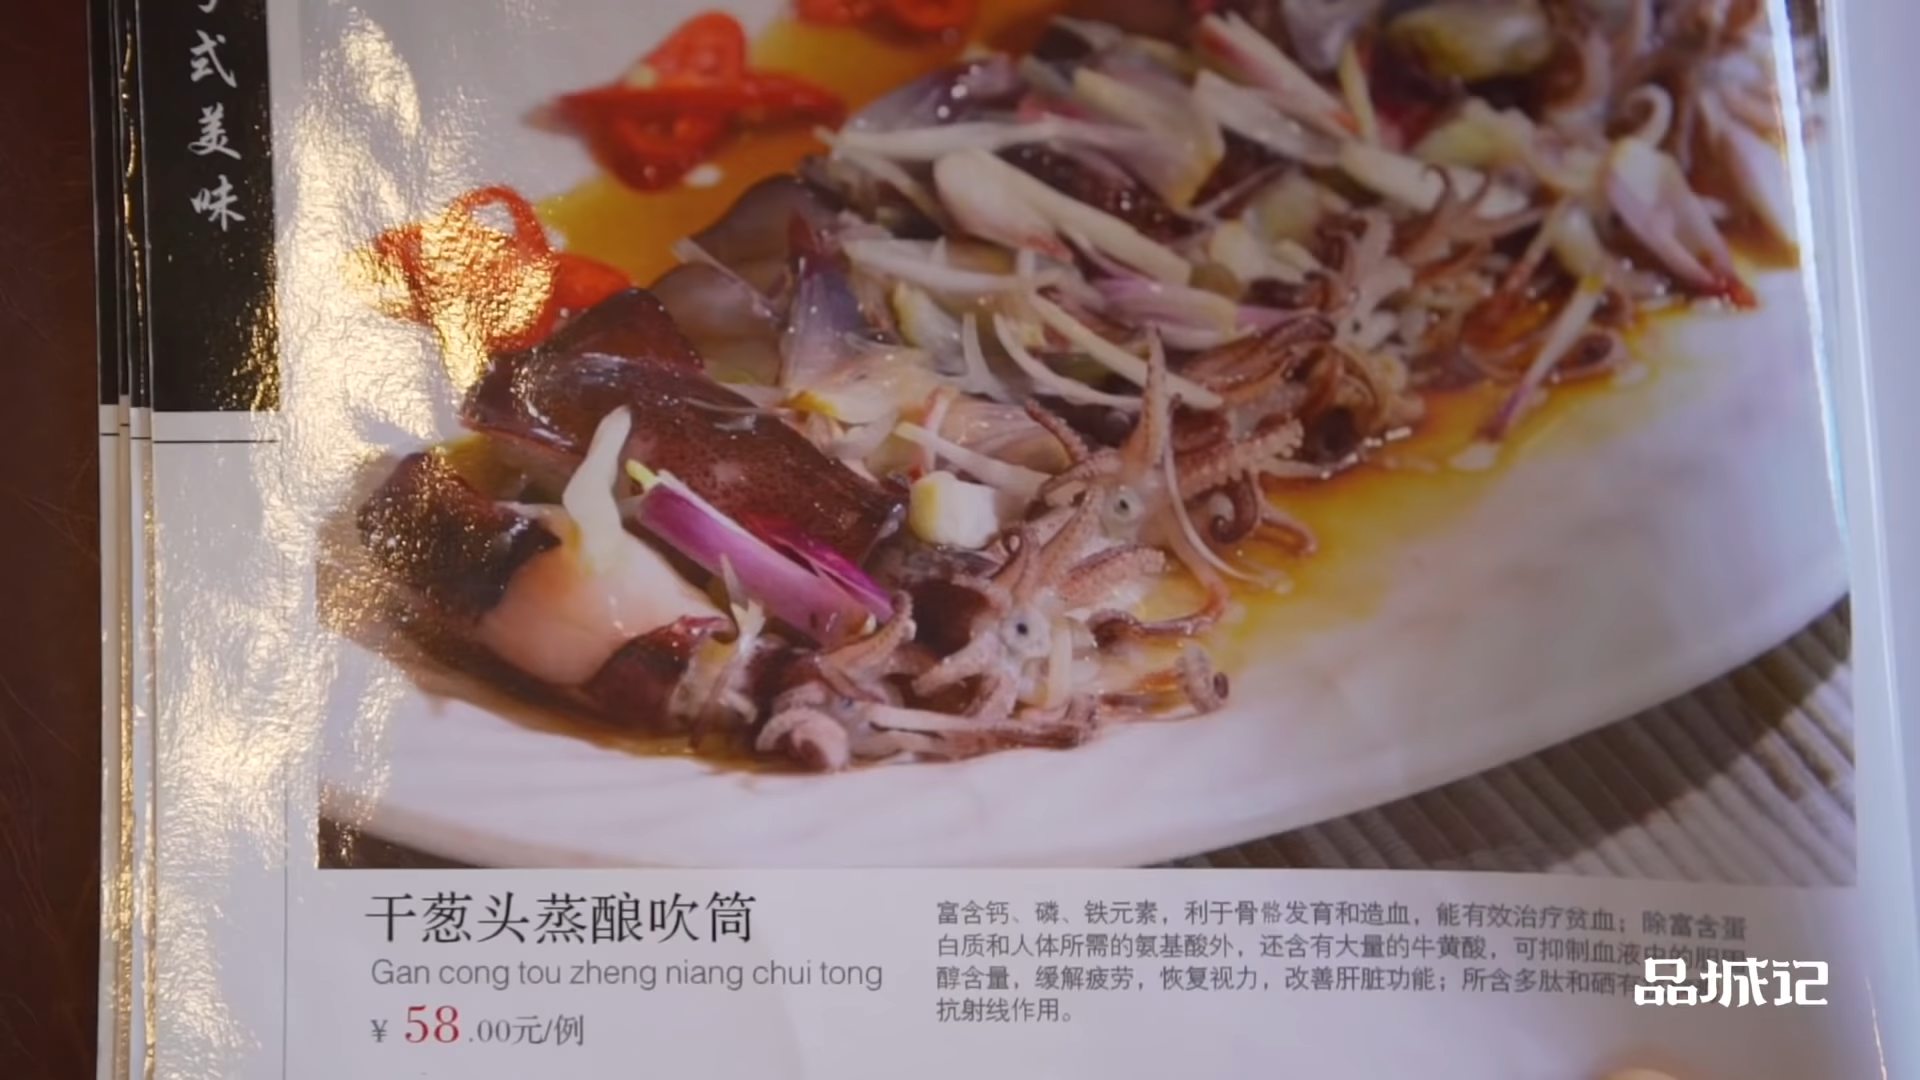 式美味
干葱头蒸酿吹筒
Gan cong tou zheng niang chui tong
¥ 58.00元/例
富含钙、磷、铁元素，利于骨骼发育和造血，能有效治疗贫血；除富含蛋
白质和人体所需的氨基酸外，还含有大量的牛黄酸，可抑制血液中的胆
醇含量，缓解疲劳，恢复视力，改善肝脏功能；所含多肽和硒有
抗射线作用。
品城记